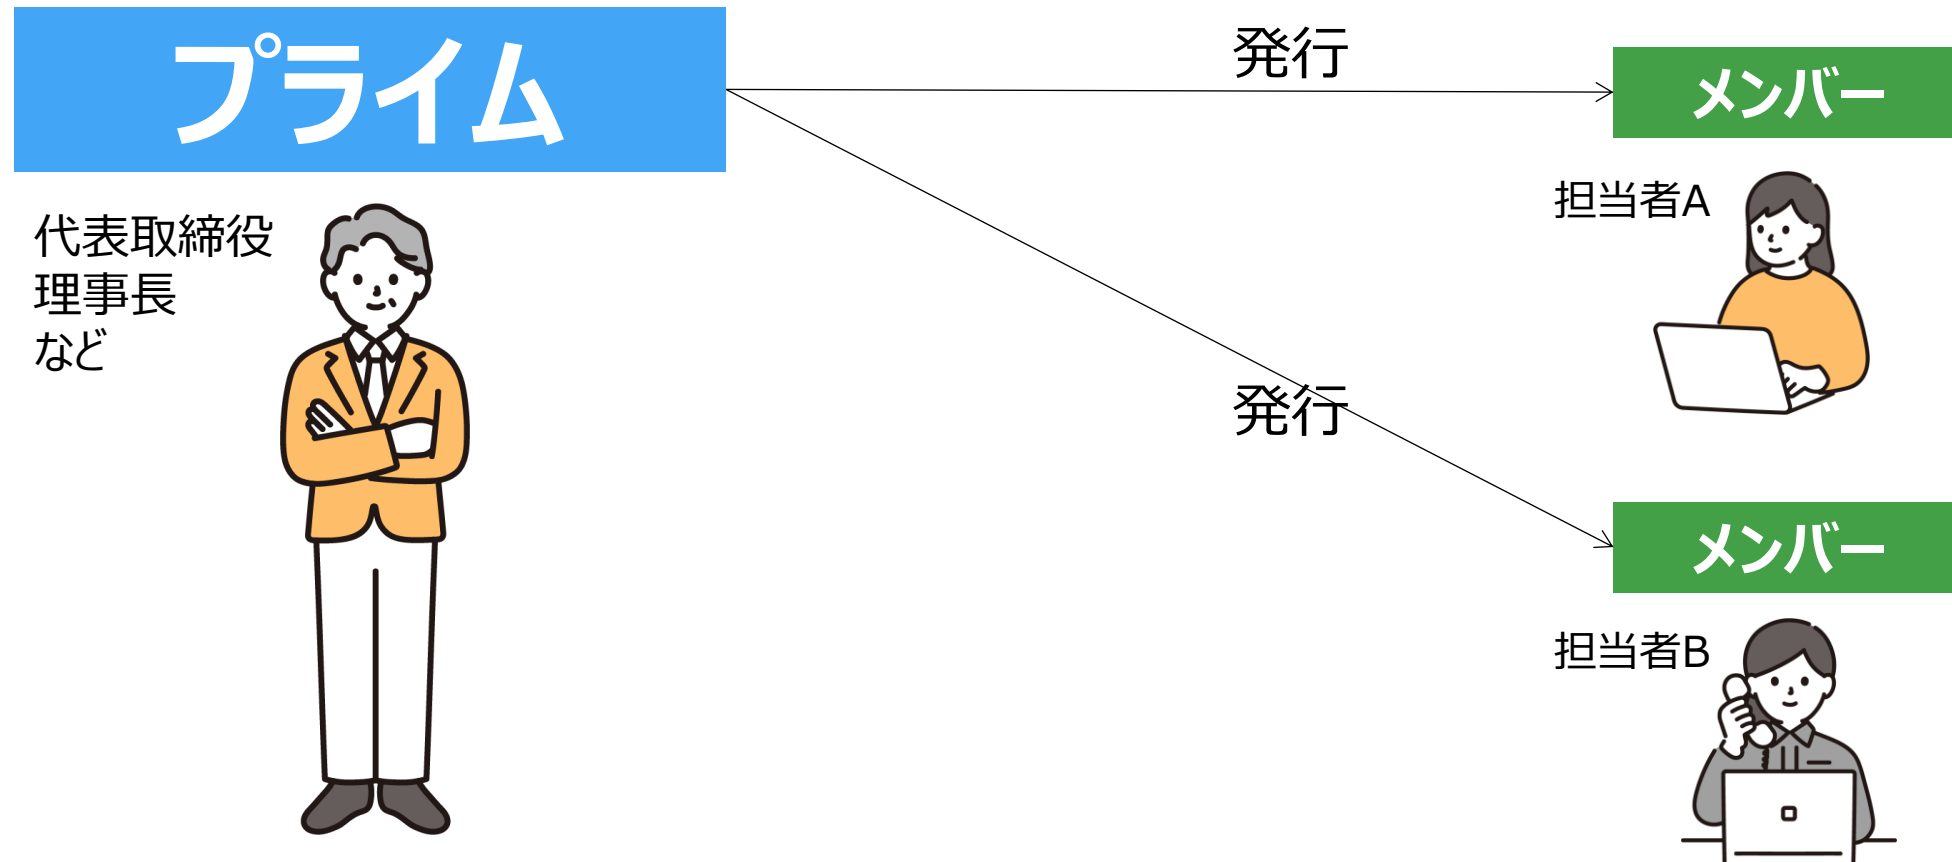 プライム
発行
メンバー
代表取締役
理事長
など
担当者A
発行
メンバー
担当者B